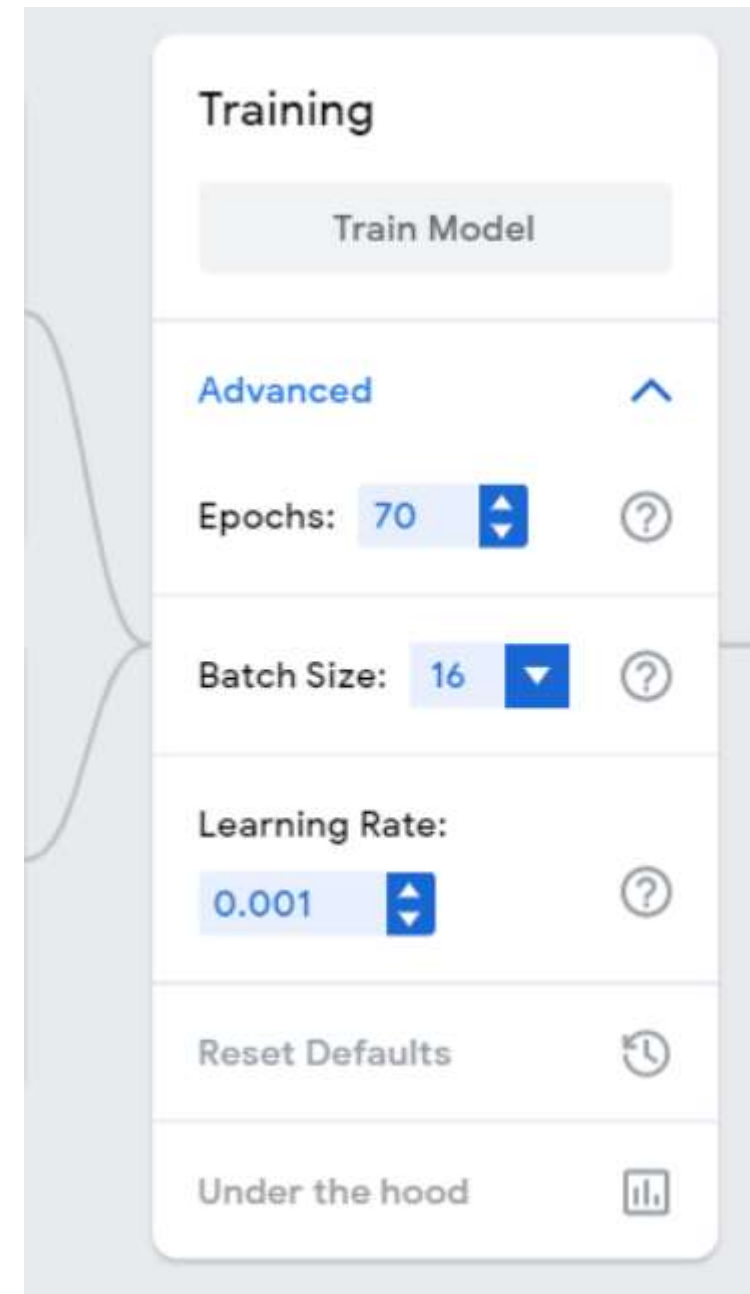 Training
Train Model
Advanced
Epochs: 70
Batch Size: 16
Learning Rate:
0.001
Reset Defaults
Under the hood